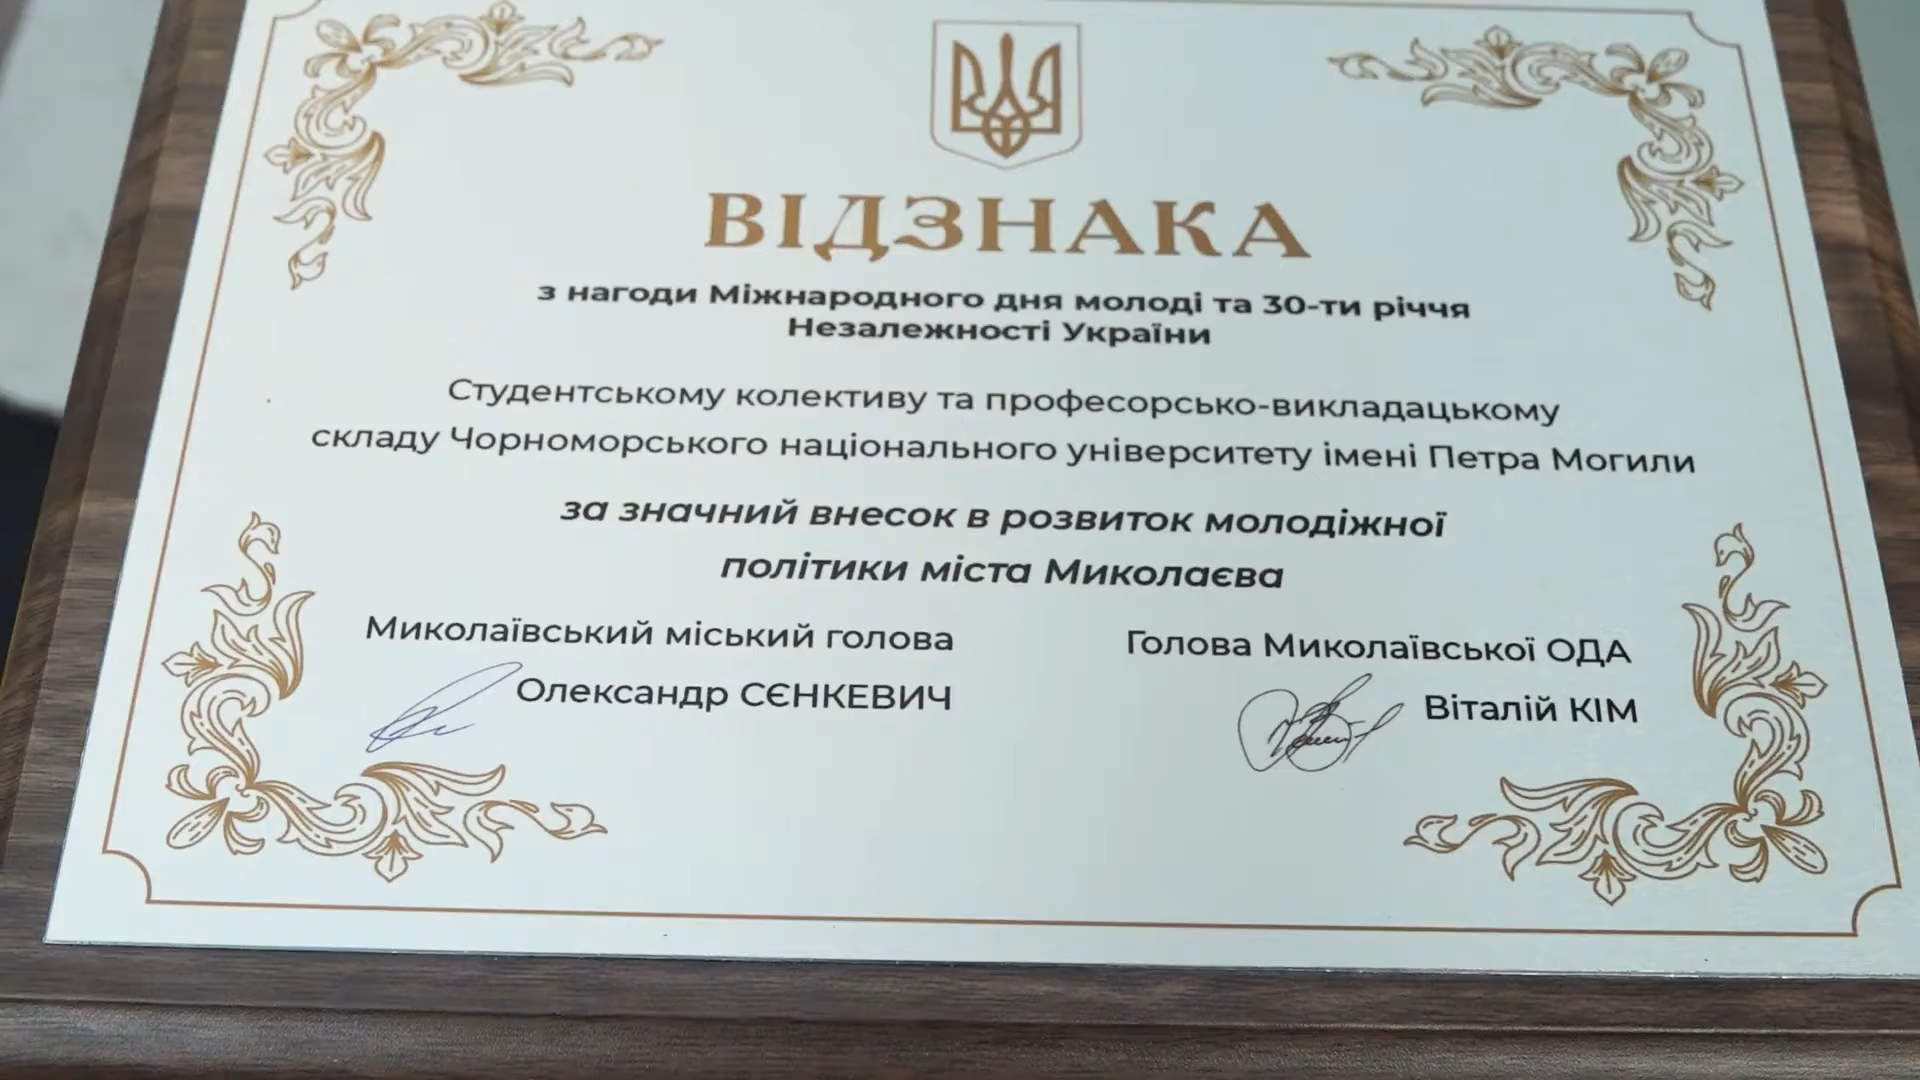 ВІДЗНАКА
з нагоди Міжнародного дня молоді та 30-ти річчя
Незалежності України
Студентському колективу та професорсько-викладацькому
складу Чорноморського національного університету імені Петра Могили
за значний внесок в розвиток молодіжної
політики міста Миколаєва
Миколаївський міський голова
Олександр СЄНКЕВИЧ
Голова Миколаївської ОДА
Віталій КІМ